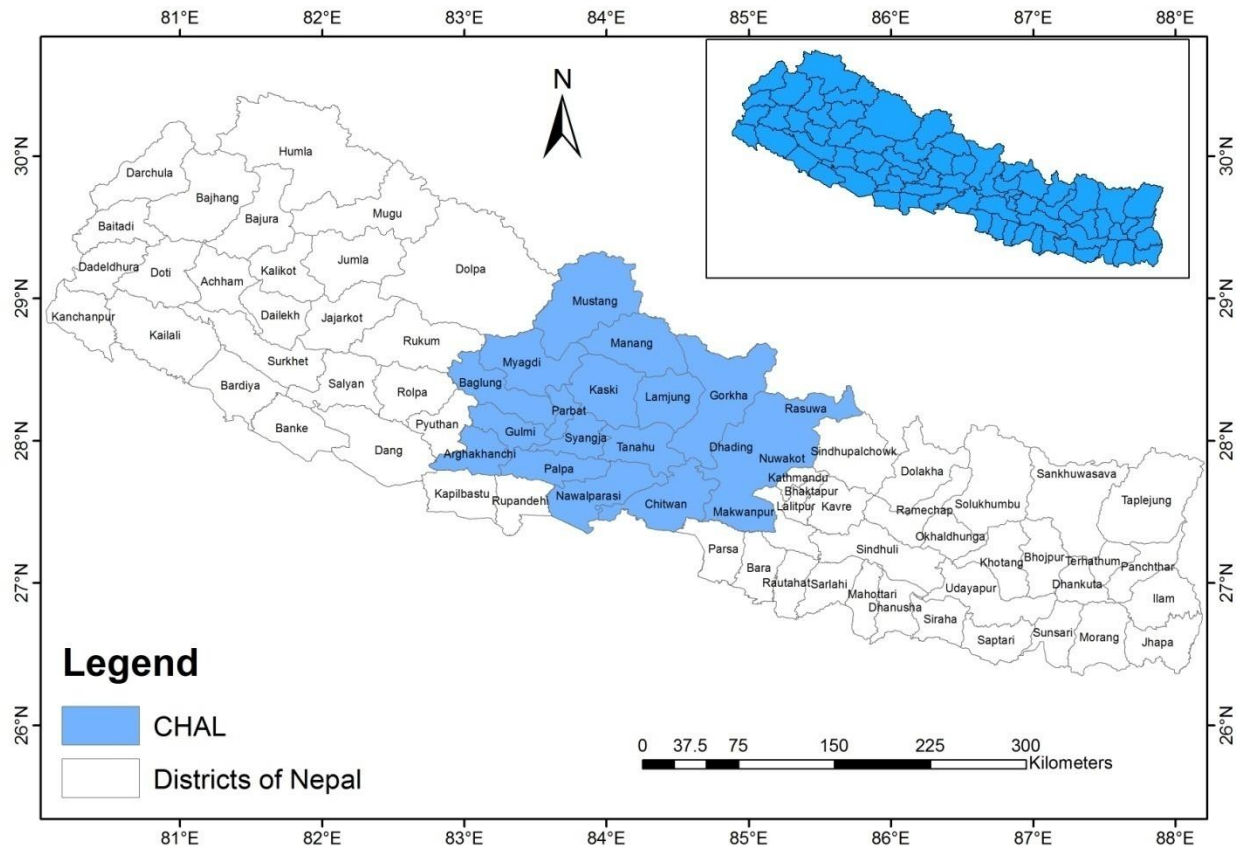 81°E 82°E 83°E 84°E 85°E 86°E 87°E 88°E
N
30°N
29°N
28°N
27°N
26°N
30°N
29°N
28°N
27°N
26°N
Humla
Darchula
Bajhang
Bajura
Mugu
Baitadi
Dadeldhura
Doti
Achham
Kalikot
Jumla
Dolpa
Kanchanpur
Kailali
Dailekh
Jajarkot
Rukum
Surkhet
Bardiya
Salyan
Rolpa
Banke
Pyuthan
Dang
Mustang
Manang
Myagdi
Baglung
Kaski
Lamjung
Gorkha
Rasuwa
Parbat
Gulmi
Syangja
Tanahu
Dhading
Nuwakot
Arghakhanchi
Palpa
Kapilbastu
Rupandehi
Nawalparasi
Chitwan
Makwanpur
Sindhupalchowk
Kathmandu
Bhaktapur
Lalitpur
Kavre
Dolakha
Ramechap
Solukhumbu
Sankhuwasava
Taplejung
Okhaldhunga
Sindhuli
Parsa
Bara
Rautahat
Sarlahi
Mahottari
Dhanusha
Siraha
Udayapur
Khotang
Bhojpur
Terhathum
Panchthar
Dhankuta
Ilam
Saptari
Sunsari
Morang
Jhapa
Legend
CHAL
Districts of Nepal
0 37.5 75 150 225 300
Kilometers
81°E 82°E 83°E 84°E 85°E 86°E 87°E 88°E